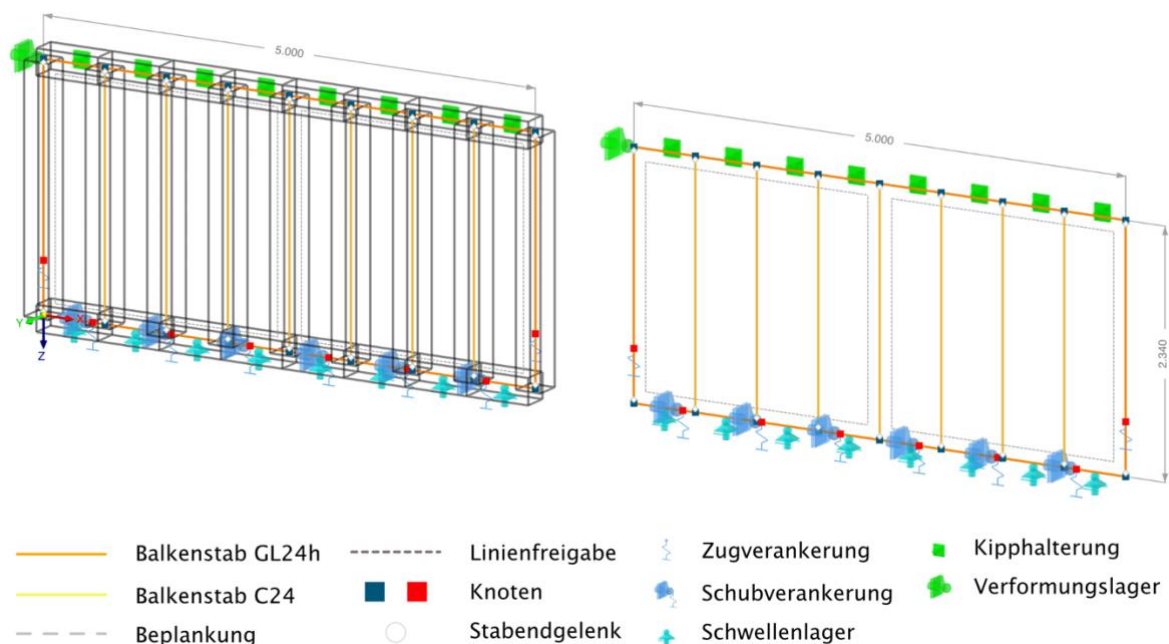 5.000
5.000
2.340
Y X
Z
Balkenstab GL24h
Linienfreigabe
Zugverankerung
Kipphalterung
Balkenstab C24
Knoten
Schubverankerung
Verformungslager
Beplankung
Stabendgelenk
Schwellenlager